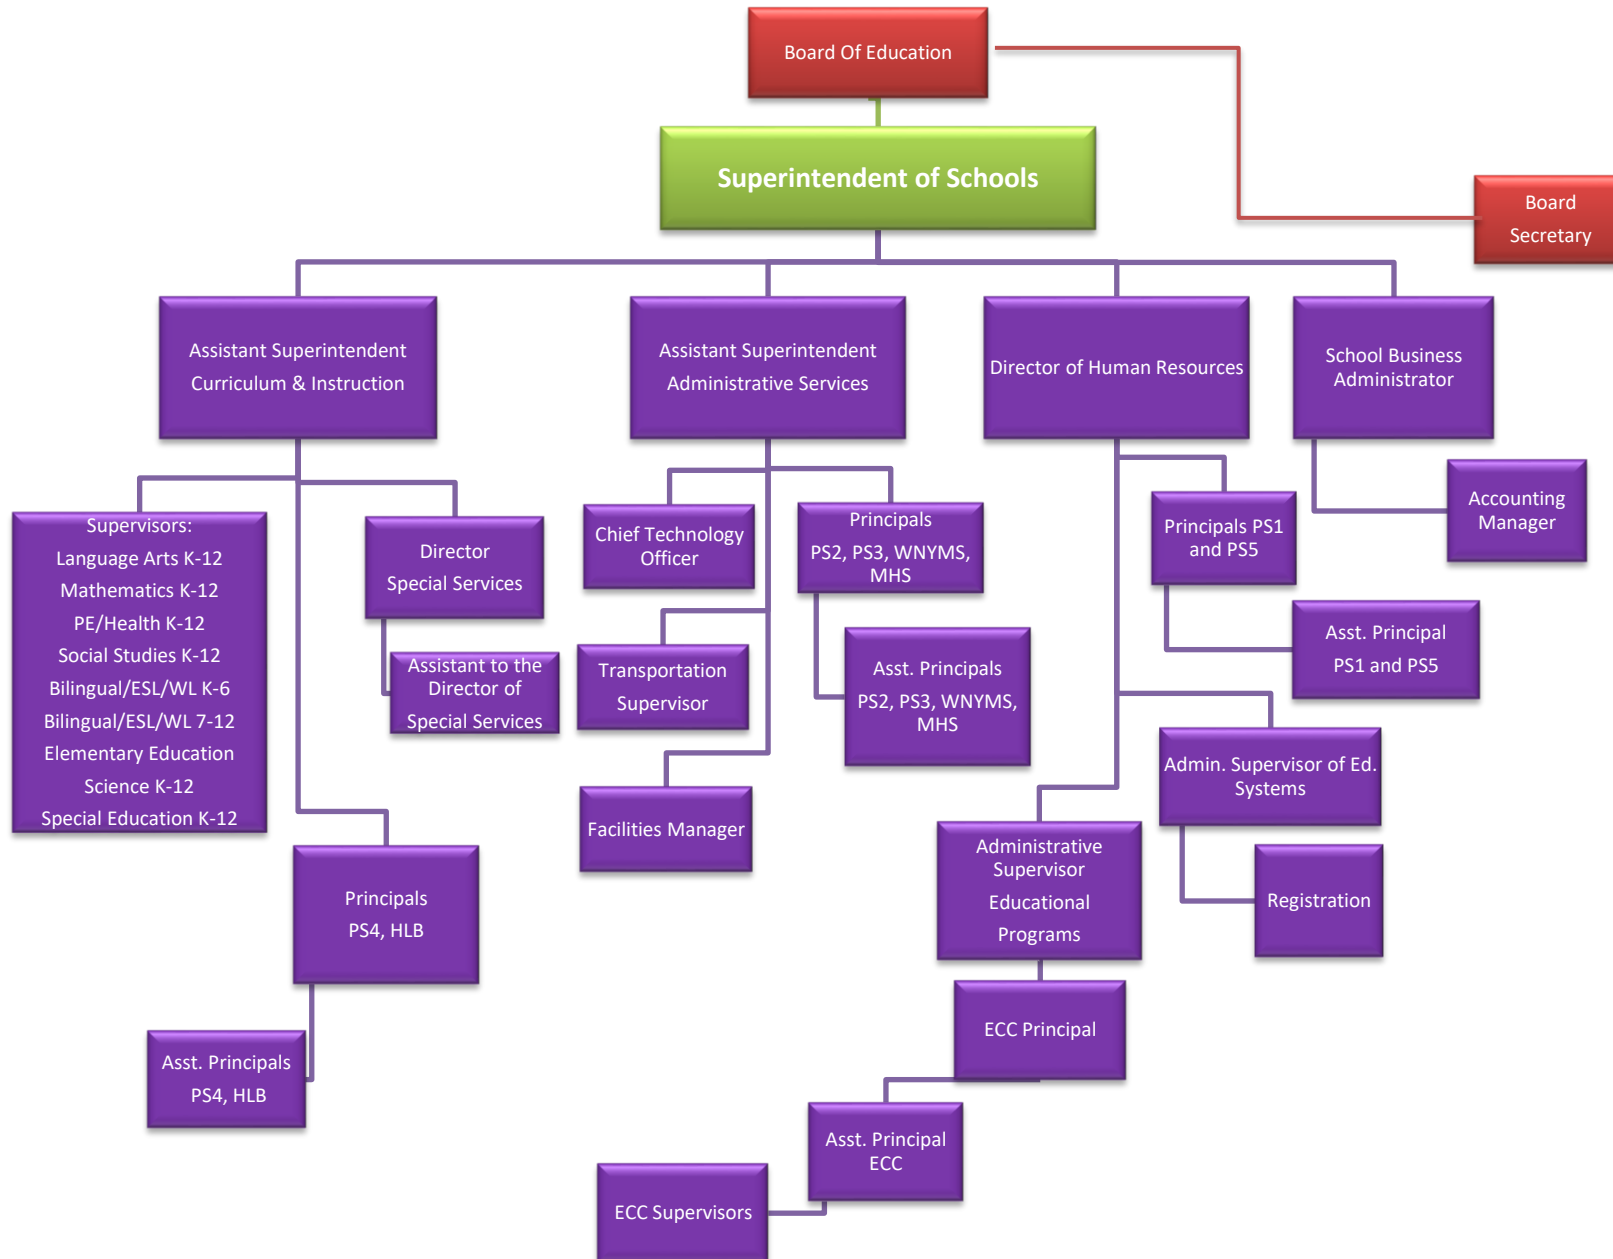 Board Of Education
Superintendent of Schools
Board
Secretary
Assistant Superintendent
Curriculum & Instruction
Assistant Superintendent
Administrative Services
Director of Human Resources
School Business
Administrator
Supervisors:
Language Arts K-12
Mathematics K-12
PE/Health K-12
Social Studies K-12
Bilingual/ESL/WL K-6
Bilingual/ESL/WL 7-12
Elementary Education
Science K-12
Special Education K-12
Director
Special Services
Assistant to the
Director of
Special Services
Principals
PS4, HLB
Asst. Principals
PS4, HLB
Chief Technology
Officer
Principals
PS2, PS3, WNYMS,
MHS
Transportation
Supervisor
Asst. Principals
PS2, PS3, WNYMS,
MHS
Facilities Manager
Principals PS1
and PS5
Asst. Principal
PS1 and PS5
Admin. Supervisor of Ed.
Systems
Registration
Administrative
Supervisor
Educational
Programs
ECC Principal
Asst. Principal
ECC
ECC Supervisors
Accounting
Manager